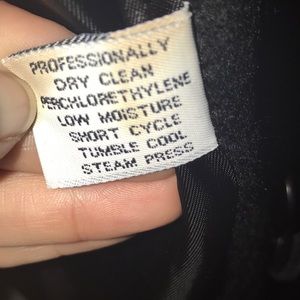 PROFESSIONALLY
DRY CLEAN
PERCHLORETHYLENE
LOW MOISTURE
SHORT CYCLE
TUMBLE COOL
STEAM PRESS